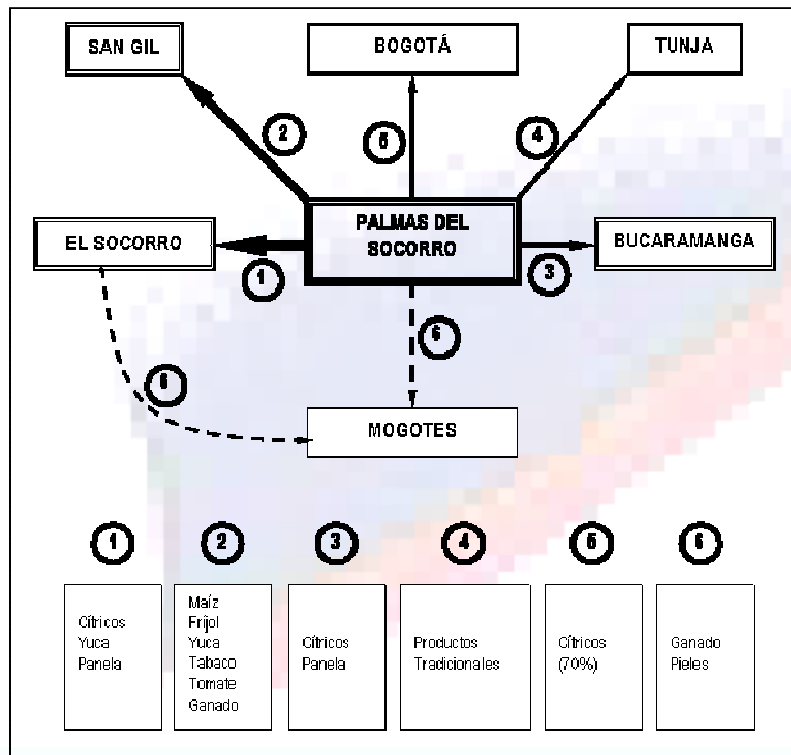 SAN GIL
BOGOTÁ
TUNJA
2
5
4
PALMAS DEL
SOCORRO
EL SOCORRO
BUCARAMANGA
1
3
6
6
MOGOTES
1
2
3
4
5
6
Cítricos
Yuca
Panela
Maíz
Fríjol
Yuca
Tabaco
Tomate
Ganado
Cítricos
Panela
Productos
Tradicionales
Cítricos
(70%)
Ganado
Pieles